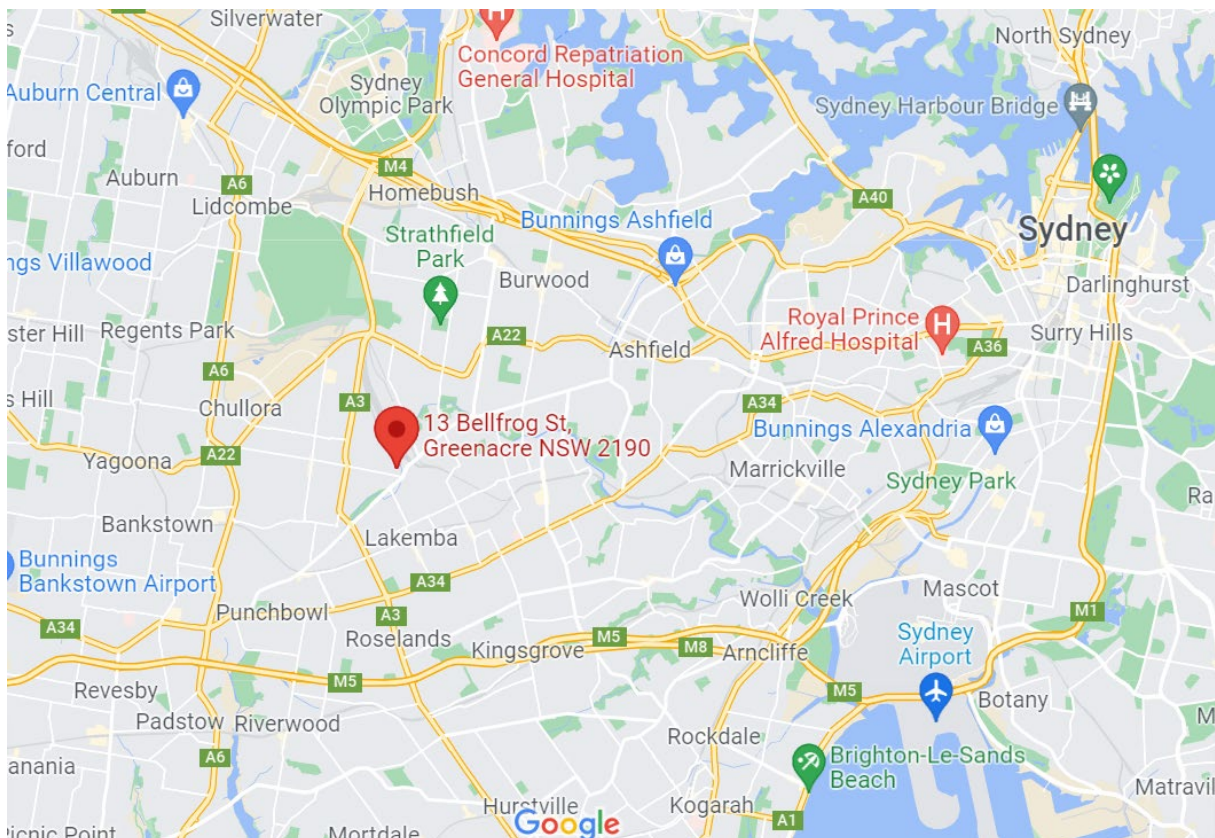 Silverwater
Concord Repatriation
General Hospital
North Sydney
Sydney
Olympic Park
Auburn Central
Sydney Harbour Bridge
ford
M4
Auburn
A6
Homebush
A40
Lidcombe
Bunnings Ashfield
Strathfield
Park
Sydney
ngs Villawood
Burwood
Darlinghurst
ster Hill
Regents Park
Royal Prince
Alfred Hospital
Surry Hills
A22
Ashfield
A36
A6
s Hill
Chullora
A3
A34
13 Bellfrog St,
Greenacre NSW 2190
Bunnings Alexandria
Yagoona
A22
Marrickville
Sydney Park
Ra
Bankstown
Lakemba
Bunnings
Bankstown Airport
A34
Mascot
Punchbowl
A3
Wolli Creek
M1
A34
Roselands
Kingsgrove
M5
M8
Arncliffe
Sydney
Airport
Revesby
M5
M5
Botany
Padstow
Riverwood
M
Rockdale
A6
anania
Brighton-Le-Sands
Beach
Matravil
Hurstville
Google
Kogarah
A1
Picnic Point
Mortdale